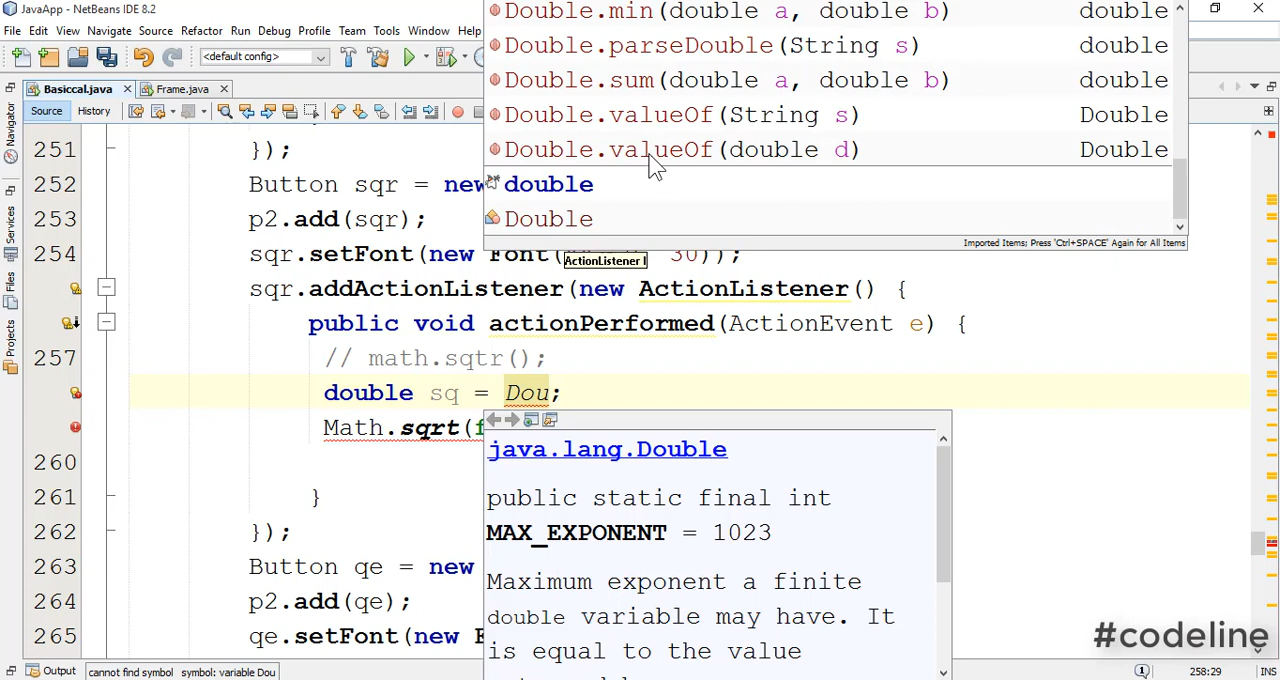 JavaApp - NetBeans IDE 8.2
File Edit View Navigate Source Refactor Run Debug Profile Team Tools Window Help
<default config>
Basiccal.java Frame.java
Source History
Navigator
Services
Files
Projects
Double.min(double a, double b) double
Double.parseDouble(String s) double
Double.sum(double a, double b) double
Double.valueOf(String s) Double
Double.valueOf(double d) Double
double
Double
Imported Items; Press 'Ctrl+SPACE' Again for All Items
ActionListener l
251 });
252 Button sqr = new
253 p2.add(sqr);
254 sqr.setFont(new Font( 30));
sqr.addActionListener(new ActionListener() {
public void actionPerformed(ActionEvent e) {
257 // math.sqtr();
double sq = Dou;
Math.sqrt(f
260
261 }
262 });
263 Button qe = new
264 p2.add(qe);
265 qe.setFont(new F
java.lang.Double
public static final int
MAX_EXPONENT = 1023
Maximum exponent a finite
double variable may have. It
is equal to the value
#codeline
Output cannot find symbol symbol: variable Dou 1 258:29 INS